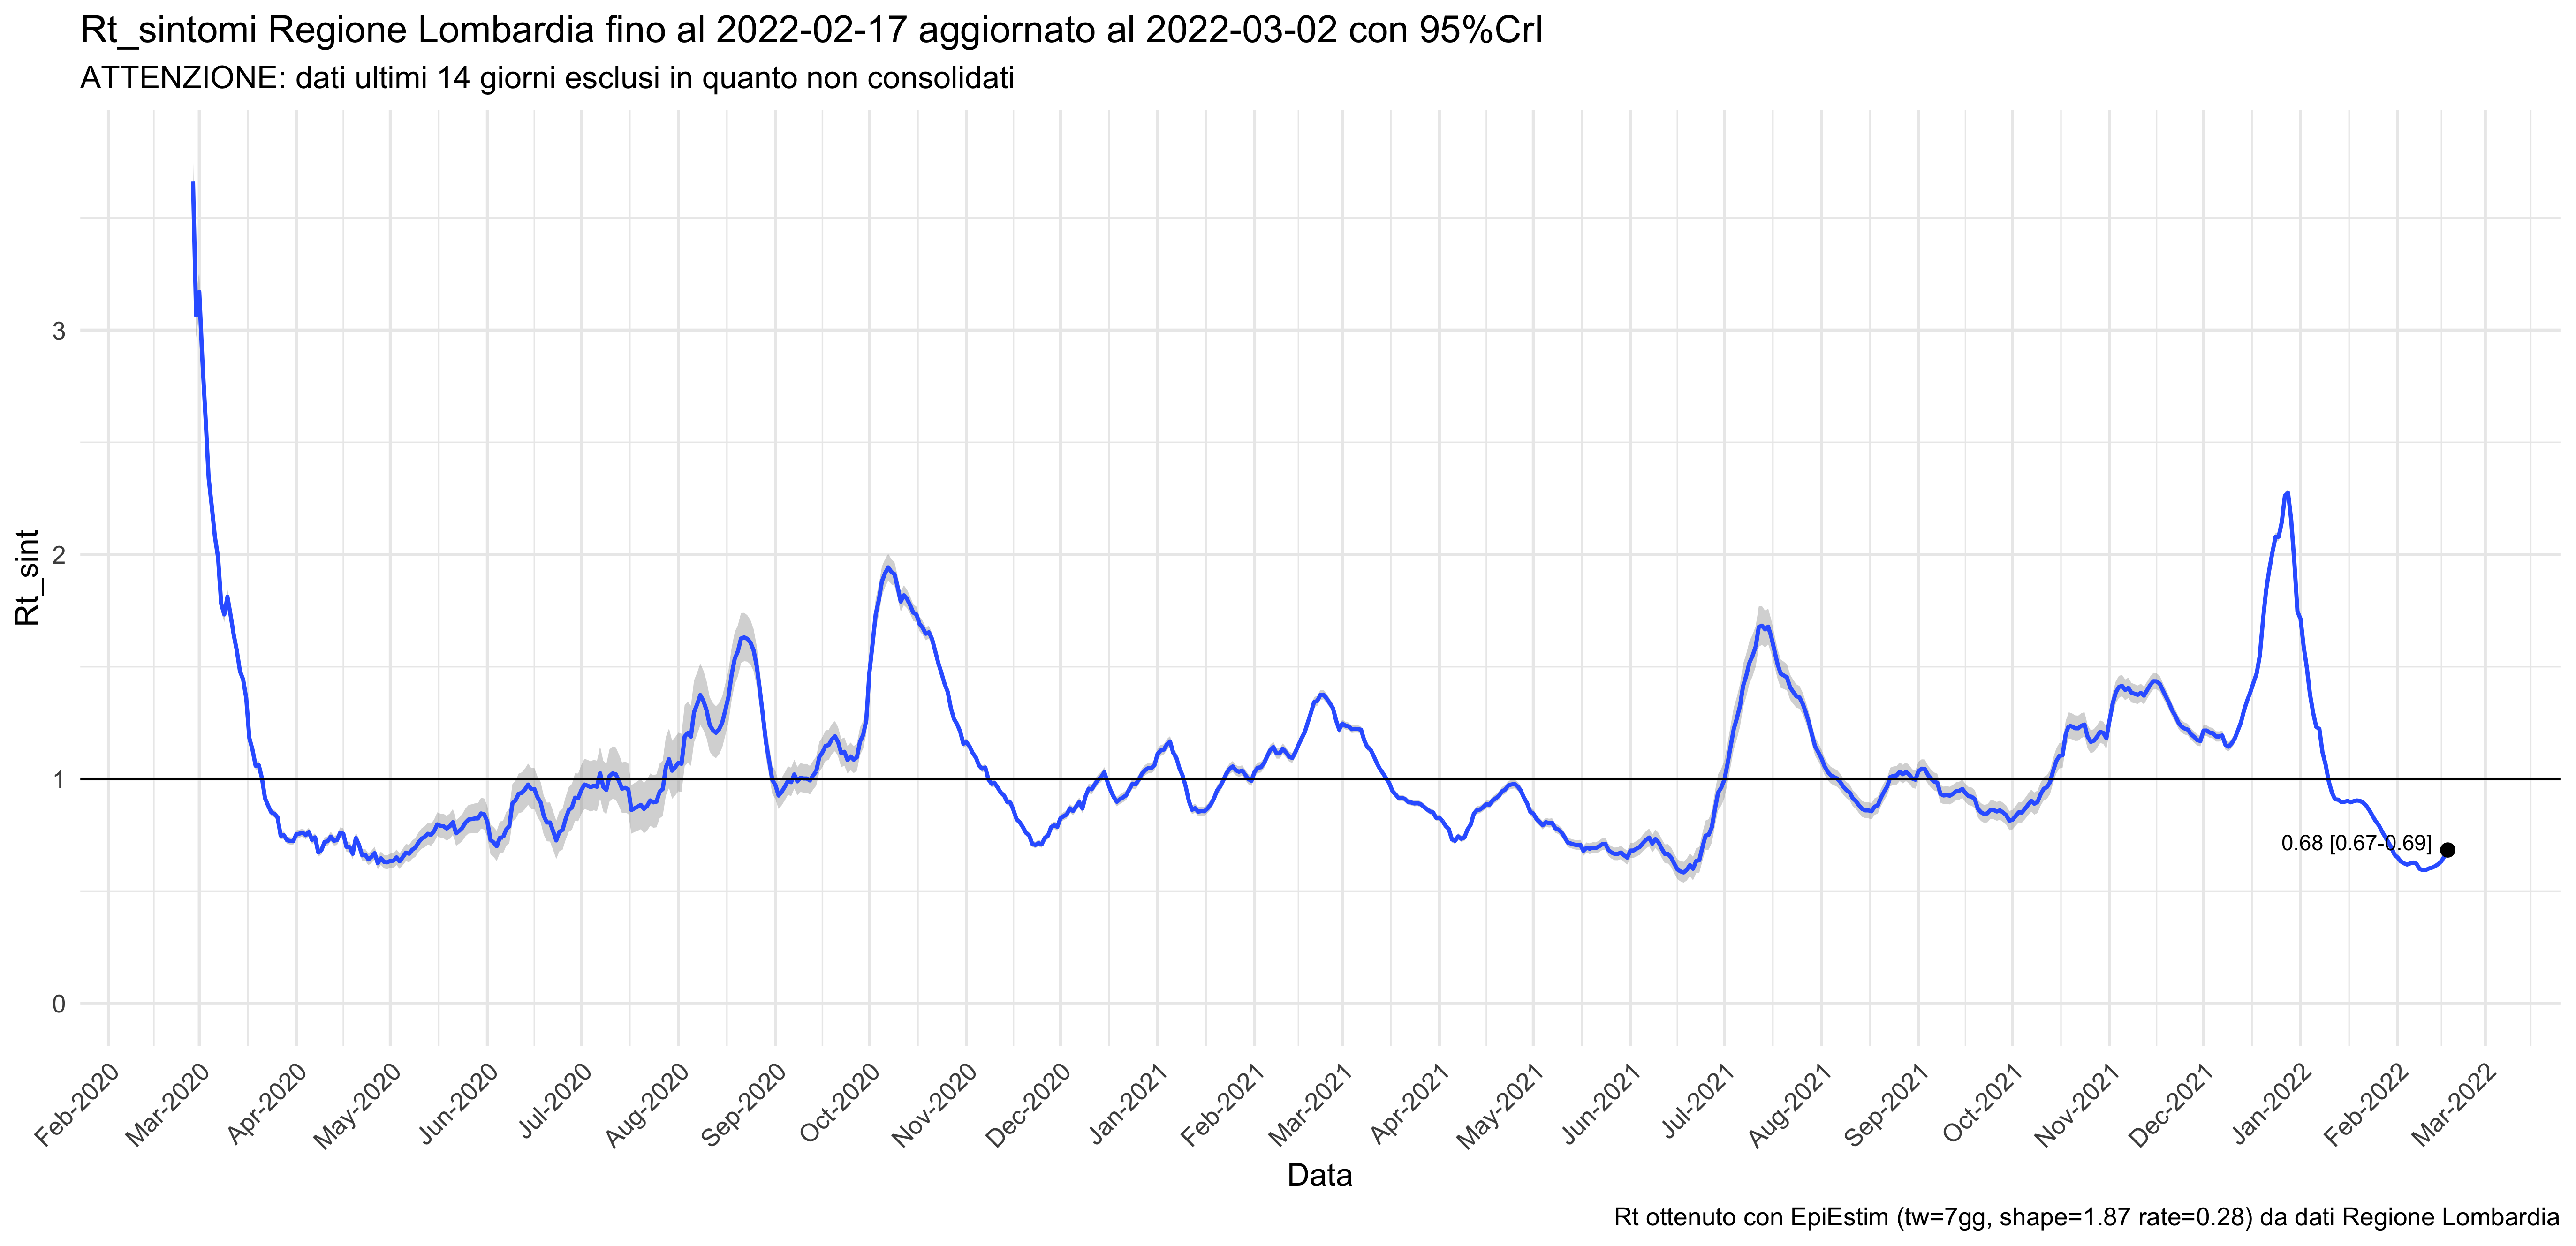 Rt_sintomi Regione Lombardia fino al 2022-02-17 aggiornato al 2022-03-02 con 95%CrI
ATTENZIONE: dati ultimi 14 giorni esclusi in quanto non consolidati
Rt_sint
3
2
1
0
0.68 [0.67-0.69]
Feb-2020
Mar-2020
Apr-2020
May-2020
Jun-2020
Jul-2020
Aug-2020
Sep-2020
Oct-2020
Nov-2020
Dec-2020
Jan-2021
Feb-2021
Mar-2021
Apr-2021
May-2021
Jun-2021
Jul-2021
Aug-2021
Sep-2021
Oct-2021
Nov-2021
Dec-2021
Jan-2022
Feb-2022
Mar-2022
Data
Rt ottenuto con EpiEstim (tw=7gg, shape=1.87 rate=0.28) da dati Regione Lombardia